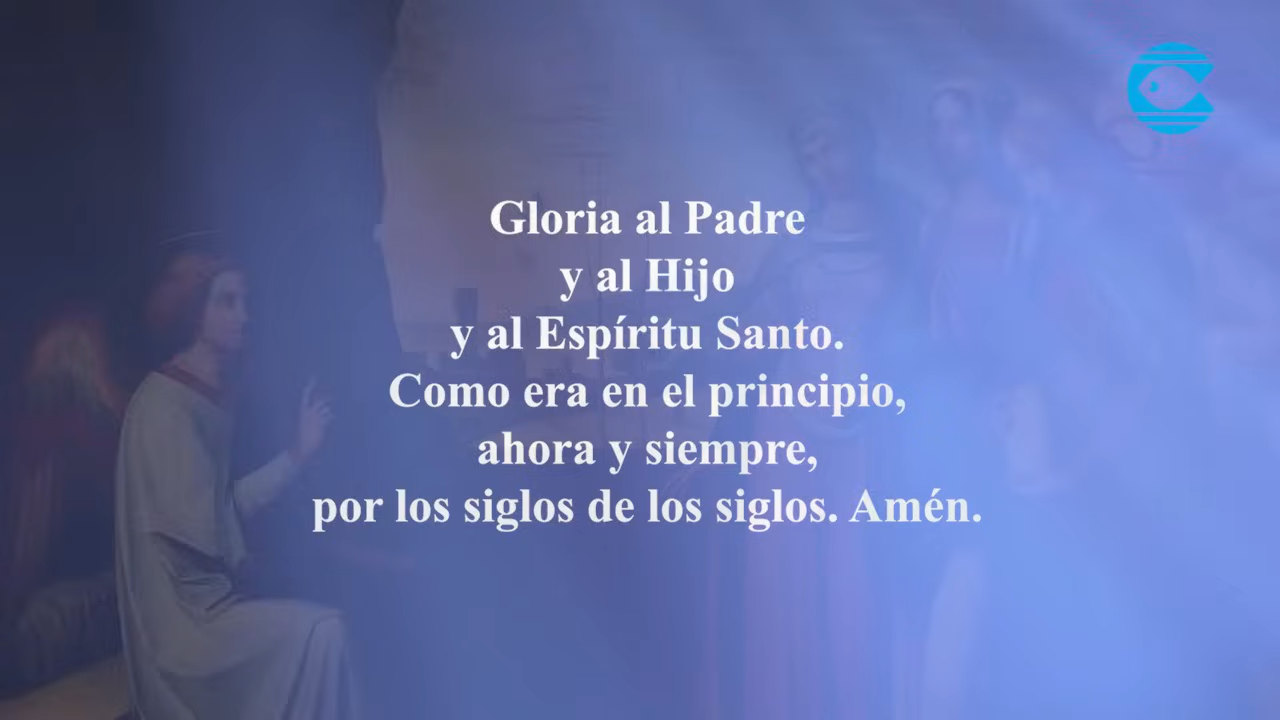 Gloria al Padre
y al Hijo
y al Espíritu Santo.
Como era en el principio,
ahora y siempre,
por los siglos de los siglos. Amén.